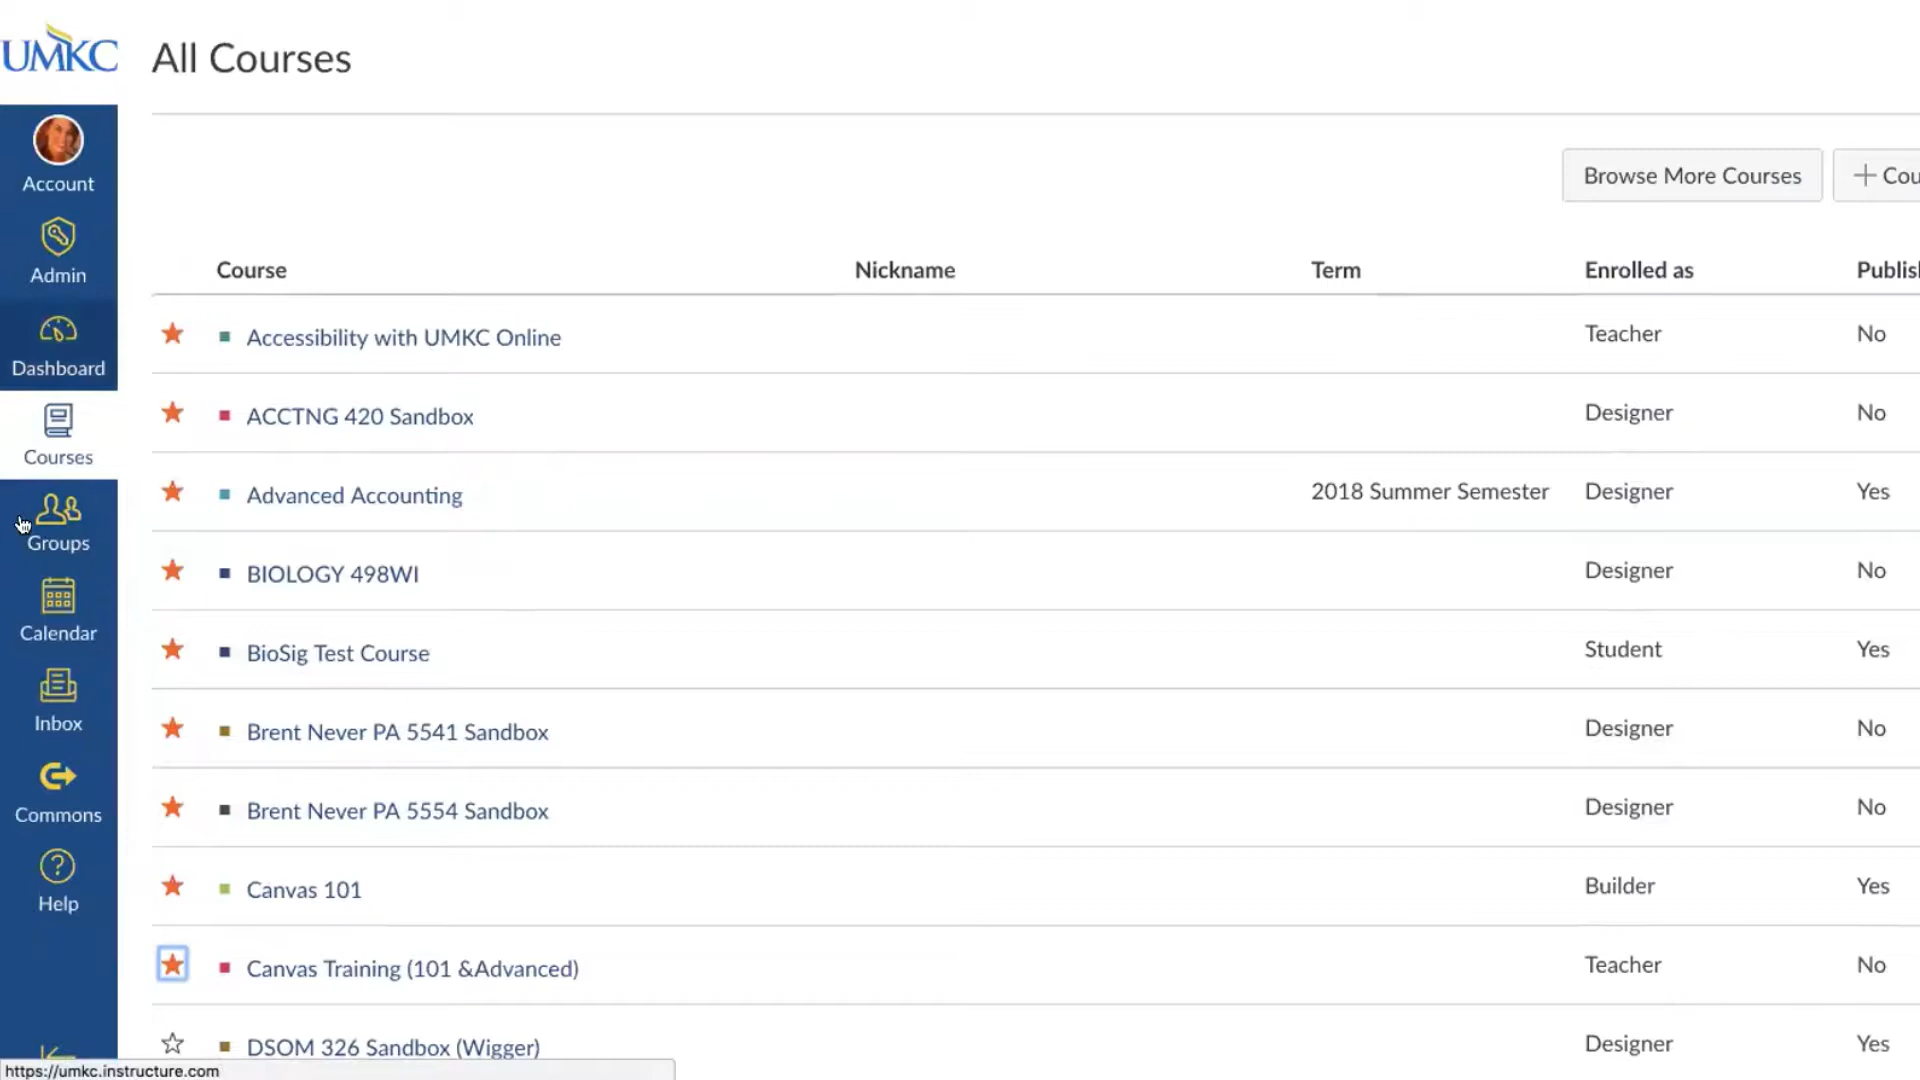 UMKC
All Courses
Account
Admin
Dashboard
Courses
Groups
Calendar
Inbox
Commons
Help
Browse More Courses
+ Cou
Course Nickname Term Enrolled as Publis
Accessibility with UMKC Online Teacher No
ACCTNG 420 Sandbox Designer No
Advanced Accounting 2018 Summer Semester Designer Yes
BIOLOGY 498WI Designer No
BioSig Test Course Student Yes
Brent Never PA 5541 Sandbox Designer No
Brent Never PA 5554 Sandbox Designer No
Canvas 101 Builder Yes
Canvas Training (101 &Advanced) Teacher No
DSOM 326 Sandbox (Wigger) Designer Yes
https://umkc.instructure.com